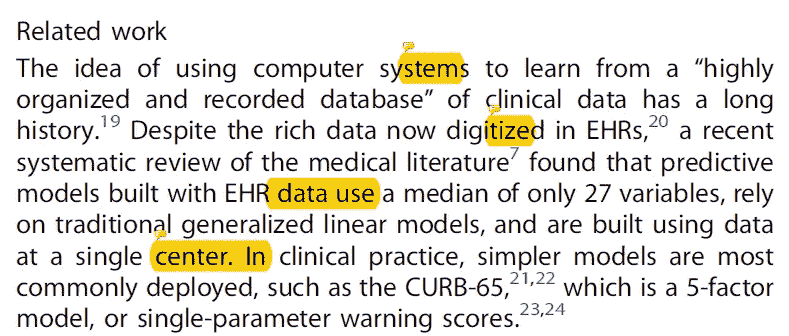 Related work
The idea of using computer systems to learn from a “highly
organized and recorded database” of clinical data has a long
history.19 Despite the rich data now digitized in EHRs,20 a recent
systematic review of the medical literature7 found that predictive
models built with EHR data use a median of only 27 variables, rely
on traditional generalized linear models, and are built using data
at a single center. In clinical practice, simpler models are most
commonly deployed, such as the CURB-65,21,22 which is a 5-factor
model, or single-parameter warning scores.23,24